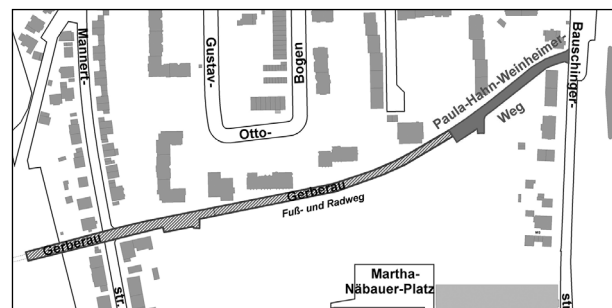 Mannert-
Gustav-
Bogen
Otto-
Paula-Hahn-Weinheimer-
Weg
Bauschinger-
Gerberau
Fuß- und Radweg
Gerberau
str.
Martha-
Näbauer-Platz
str.